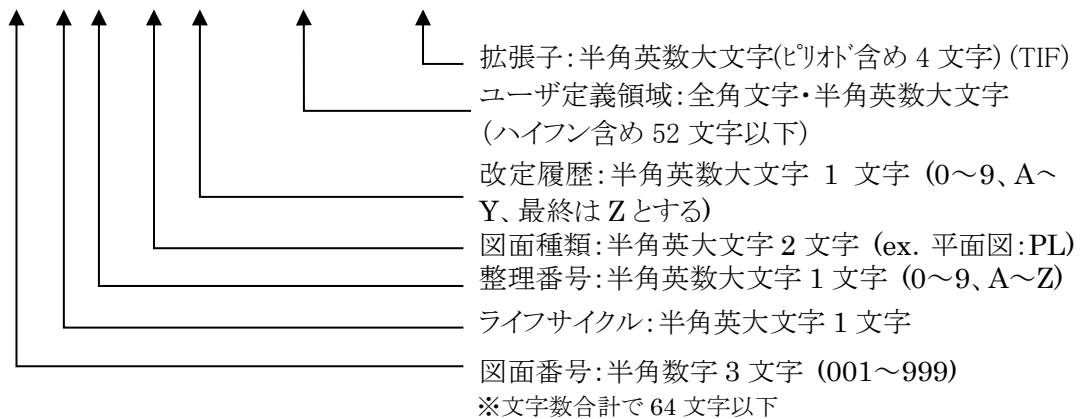 拡張子：半角英数大文字(ﾋﾟﾘｵﾄﾞ含め 4 文字) (TIF)
ユーザ定義領域：全角文字・半角英数大文字
（ハイフン含め 52 文字以下）
改定履歴：半角英数大文字 1 文字 (0～9、A～
Y、最終は Z とする)
図面種類：半角英大文字 2 文字 (ex. 平面図：PL)
整理番号：半角英数大文字 1 文字 (0～9、A～Z)
ライフサイクル：半角英大文字 1 文字
図面番号：半角数字 3 文字 (001～999)
※文字数合計で 64 文字以下